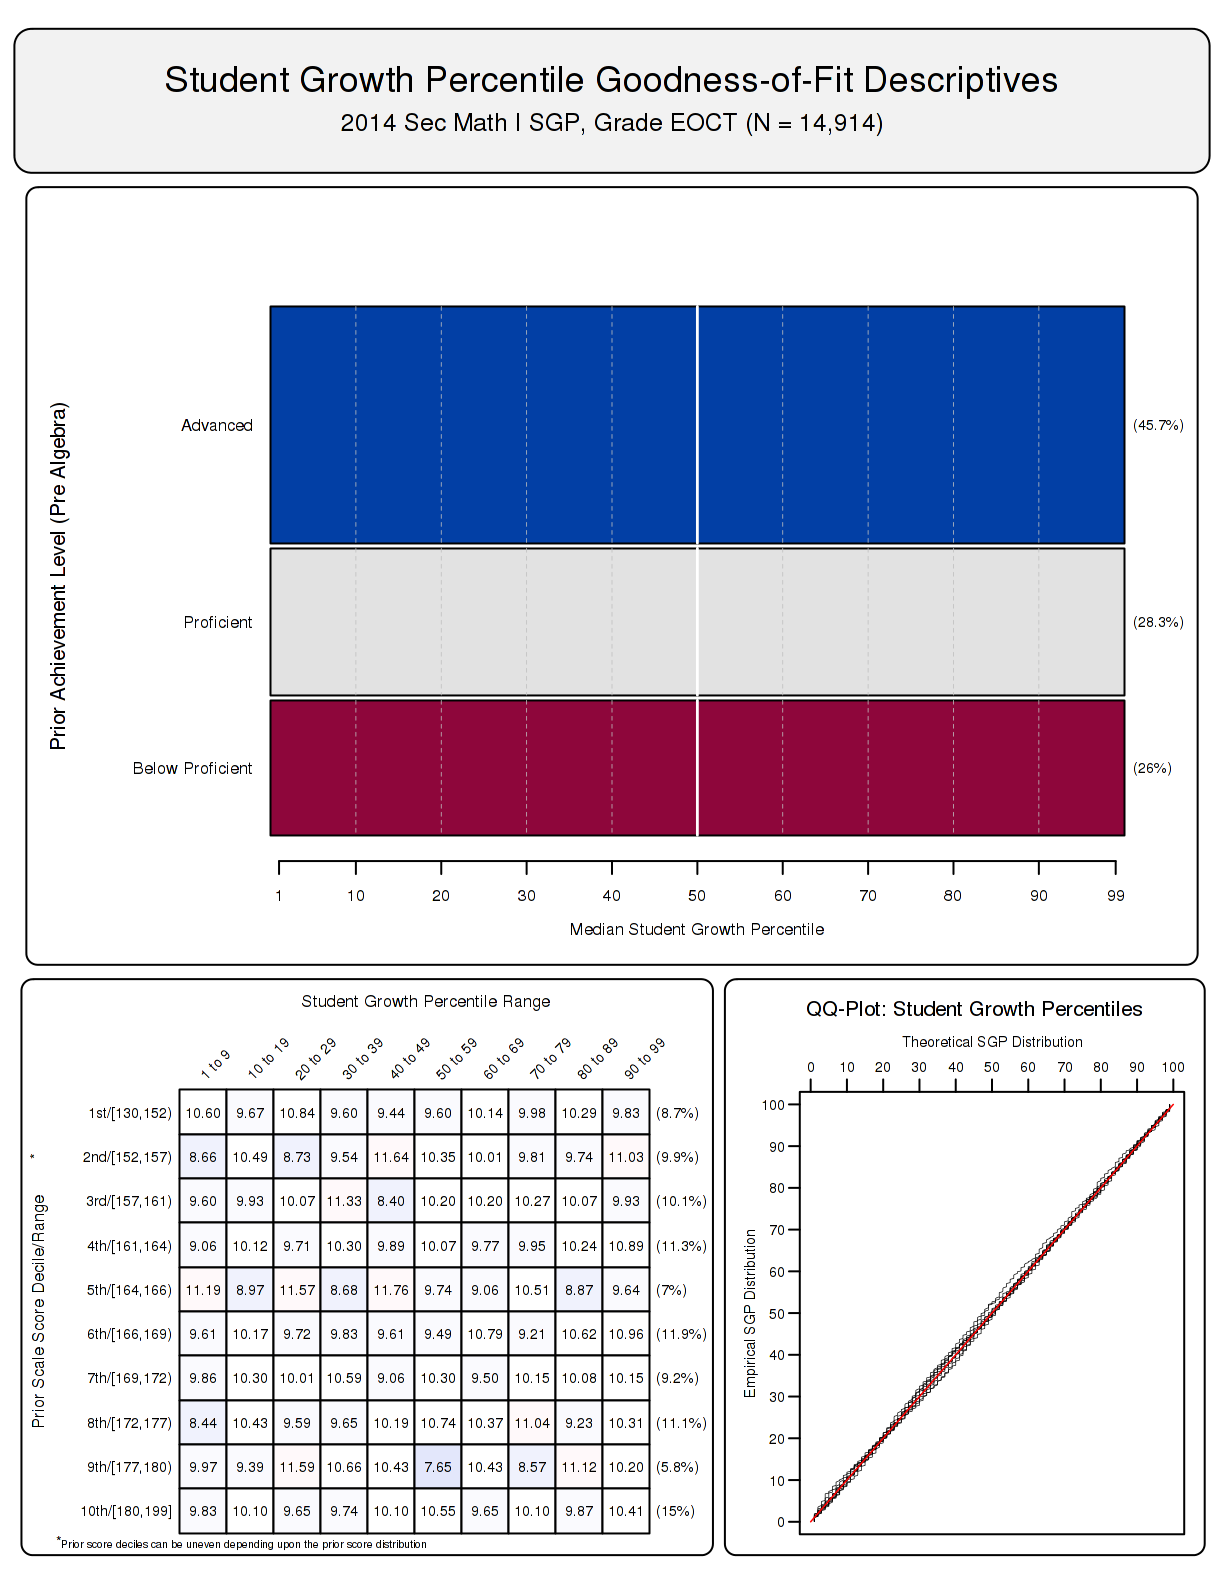 Student Growth Percentile Goodness-of-Fit Descriptives
2014 Sec Math I SGP, Grade EOCT (N = 14,914)
Prior Achievement Level (Pre Algebra)
Advanced (45.7%)
Proficient (28.3%)
Below Proficient (26%)
1 10 20 30 40 50 60 70 80 90 99
Median Student Growth Percentile
Student Growth Percentile Range
1 to 9 10 to 19 20 to 29 30 to 39 40 to 49 50 to 59 60 to 69 70 to 79 80 to 89 90 to 99
Prior Scale Score Decile/Range *
1st/[130,152) 10.60 9.67 10.84 9.60 9.44 9.60 10.14 9.98 10.29 9.83 (8.7%)
2nd/[152,157) 8.66 10.49 8.73 9.54 11.64 10.35 10.01 9.81 9.74 11.03 (9.9%)
3rd/[157,161) 9.60 9.93 10.07 11.33 8.40 10.20 10.20 10.27 10.07 9.93 (10.1%)
4th/[161,164) 9.06 10.12 9.71 10.30 9.89 10.07 9.77 9.95 10.24 10.89 (11.3%)
5th/[164,166) 11.19 8.97 11.57 8.68 11.76 9.74 9.06 10.51 8.87 9.64 (7%)
6th/[166,169) 9.61 10.17 9.72 9.83 9.61 9.49 10.79 9.21 10.62 10.96 (11.9%)
7th/[169,172) 9.86 10.30 10.01 10.59 9.06 10.30 9.50 10.15 10.08 10.15 (9.2%)
8th/[172,177) 8.44 10.43 9.59 9.65 10.19 10.74 10.37 11.04 9.23 10.31 (11.1%)
9th/[177,180) 9.97 9.39 11.59 10.66 10.43 7.65 10.43 8.57 11.12 10.20 (5.8%)
10th/[180,199] 9.83 10.10 9.65 9.74 10.10 10.55 9.65 10.10 9.87 10.41 (15%)
*Prior score deciles can be uneven depending upon the prior score distribution
QQ-Plot: Student Growth Percentiles
Theoretical SGP Distribution
0 10 20 30 40 50 60 70 80 90 100
Empirical SGP Distribution
100
90
80
70
60
50
40
30
20
10
0